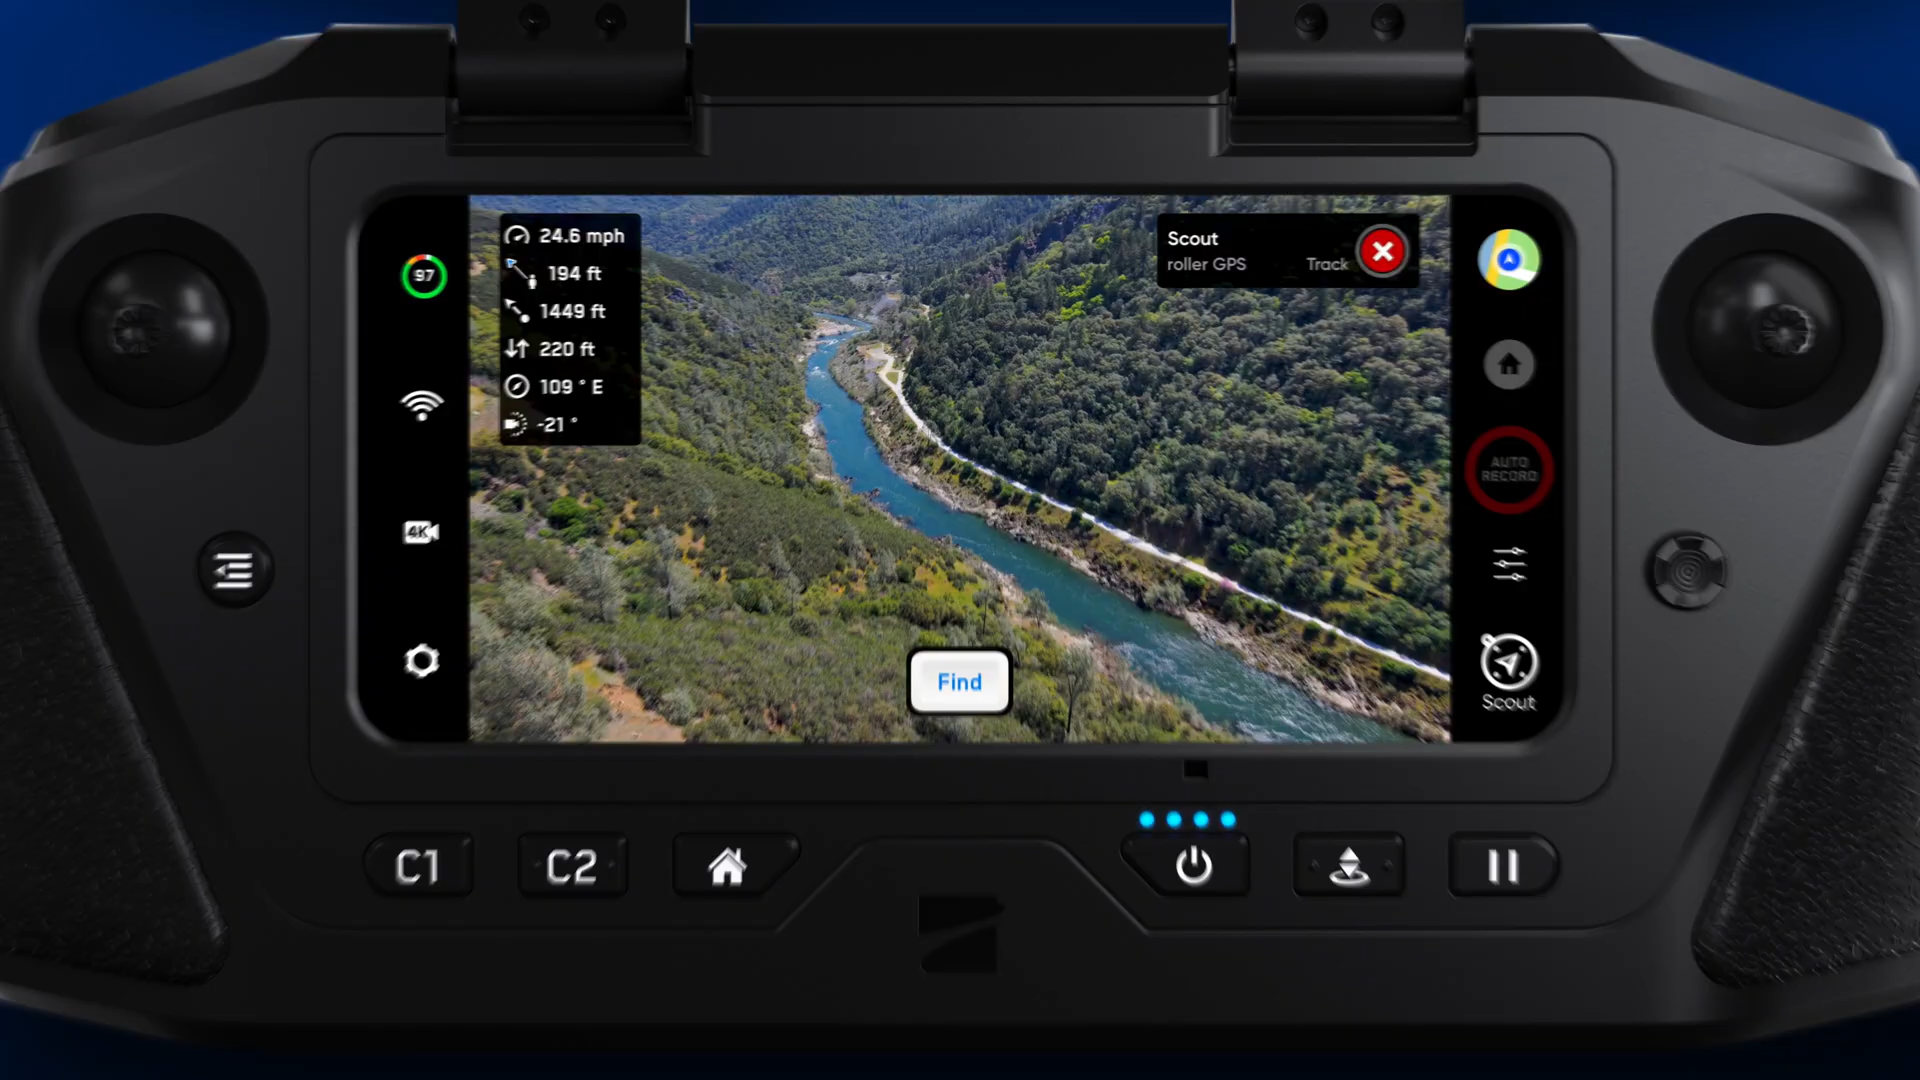 97
24.6 mph
194 ft
1449 ft
220 ft
109 ° E
-21 °
Scout
roller GPS
Track
AUTO
RECORD
4K
Find
Scout
C1
C2